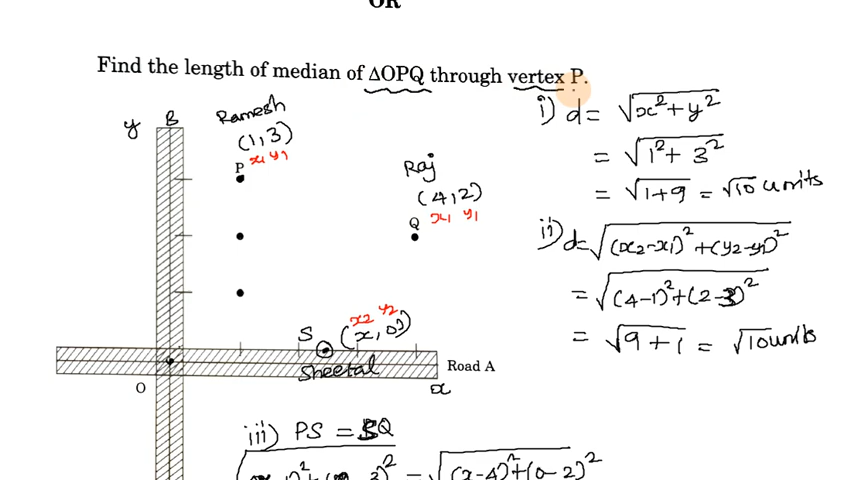 OR
Find the length of median of ΔOPQ through vertex P.
y B
Ramesh
(1,3)
P x₁ y₁
Raj
(4,2)
Q x₁ y₁
S
x₂ y₂
(x,0)
Sheetal
Road A
O
x
i) d = √x²+y²
= √1²+3²
= √1+9 = √10 units
ii) d = √(x₂-x₁)²+(y₂-y₁)²
= √(4-1)²+(2-3)²
= √9+1 = √10 units
iii) PS = SQ
= √(x-4)²+(0-2)²